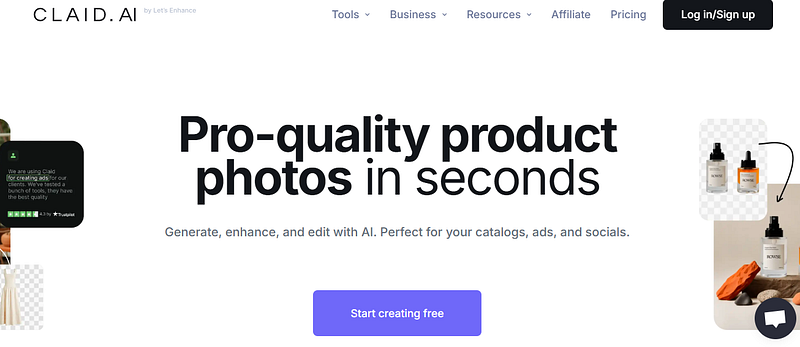 CLAID.AI by Let's Enhance
Tools Business Resources Affiliate Pricing Log in/Sign up
Pro-quality product
photos in seconds
Generate, enhance, and edit with AI. Perfect for your catalogs, ads, and socials.
Start creating free
We are using Claid
for creating ads for our
clients. We've tested a
bunch of tools, they have
the best quality
4.3 by Trustpilot